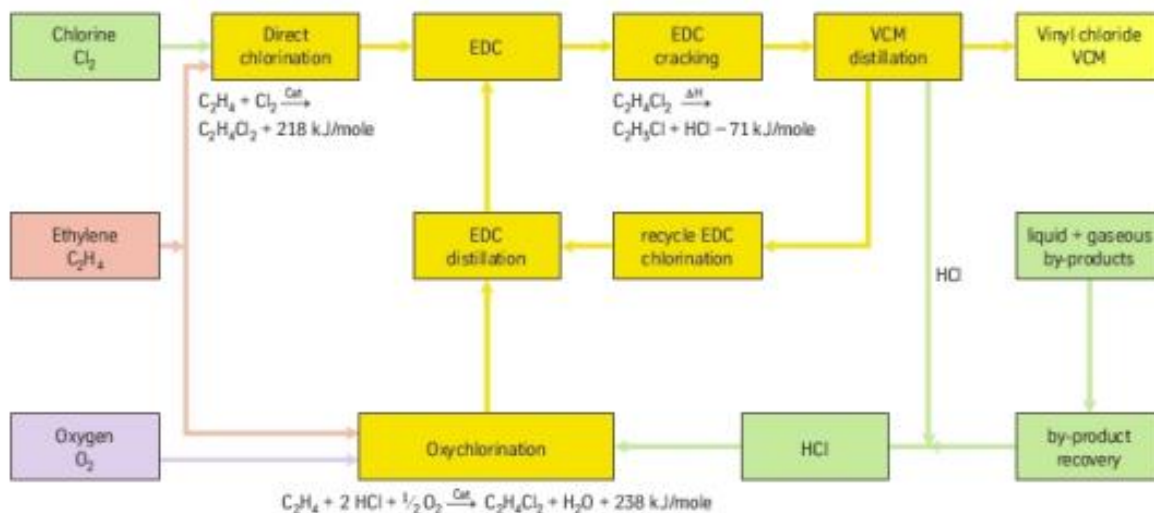 Chlorine
Cl₂
Direct
chlorination
EDC
EDC
cracking
VCM
distillation
Vinyl chloride
VCM
C₂H₄ + Cl₂ —Cat→
C₂H₄Cl₂ + 218 kJ/mole
C₂H₄Cl₂ —ΔH→
C₂H₃Cl + HCl – 71 kJ/mole
Ethylene
C₂H₄
EDC
distillation
recycle EDC
chlorination
HCl
liquid + gaseous
by-products
Oxygen
O₂
Oxychlorination
HCl
by-product
recovery
C₂H₄ + 2 HCl + ½ O₂ —Cat→ C₂H₄Cl₂ + H₂O + 238 kJ/mole